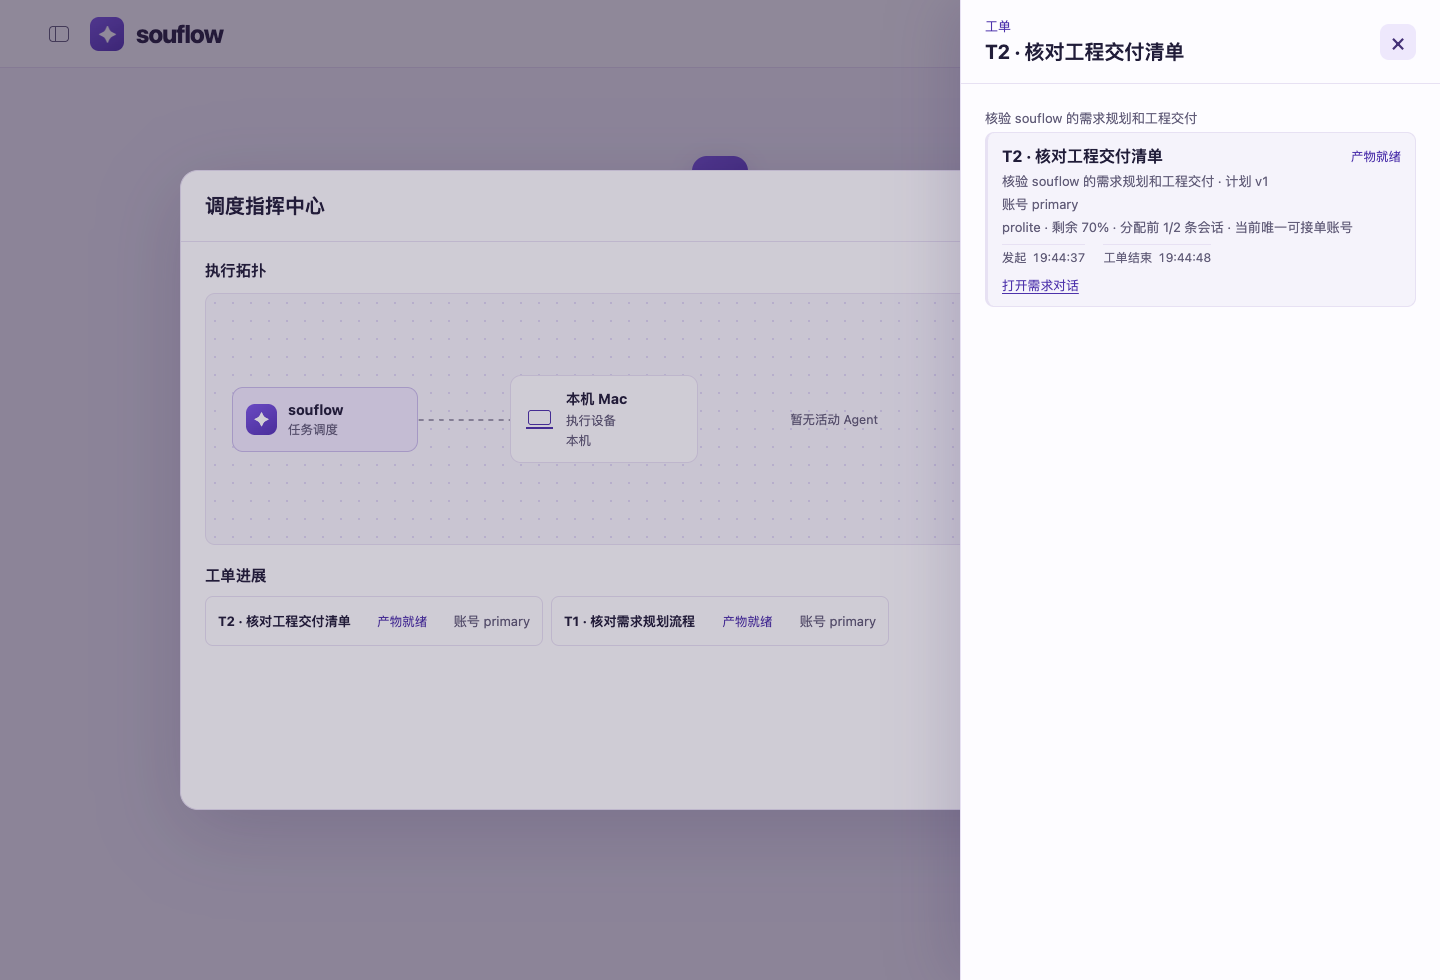 souflow
调度指挥中心
执行拓扑
souflow
任务调度
本机 Mac
执行设备
本机
暂无活动 Agent
工单进展
T2 · 核对工程交付清单 产物就绪 账号 primary
T1 · 核对需求规划流程 产物就绪 账号 primary
工单
T2 · 核对工程交付清单
核验 souflow 的需求规划和工程交付
T2 · 核对工程交付清单 产物就绪
核验 souflow 的需求规划和工程交付 · 计划 v1
账号 primary
prolite · 剩余 70% · 分配前 1/2 条会话 · 当前唯一可接单账号
发起 19:44:37 工单结束 19:44:48
打开需求对话